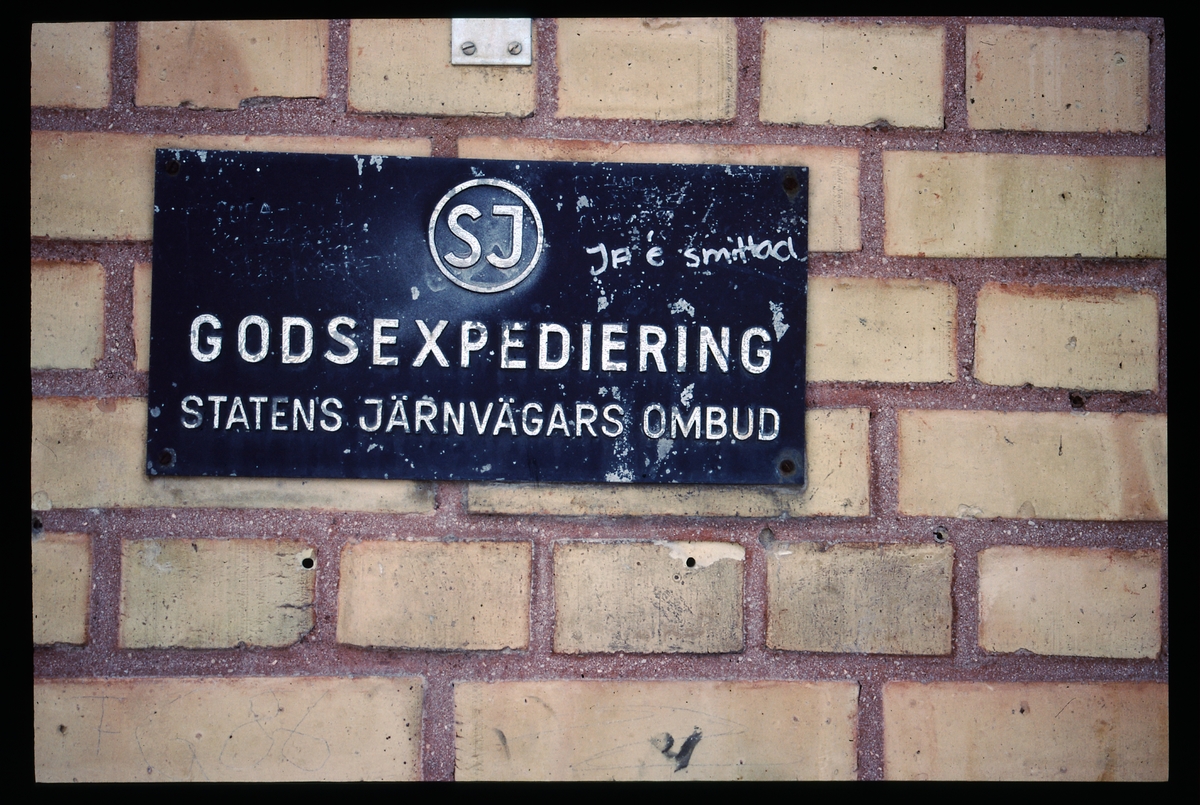 SJ
JA é smittad
GODSEXPEDIERING
STATENS JÄRNVÄGARS OMBUD